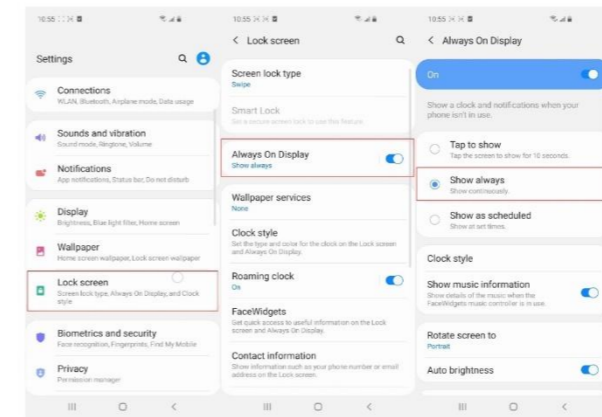 10:55
Settings
Connections
WLAN, Bluetooth, Airplane mode, Data usage
Sounds and vibration
Sound mode, Ringtone, Volume
Notifications
App notifications, Status bar, Do not disturb
Display
Brightness, Blue light filter, Home screen
Wallpaper
Home screen wallpaper, Lock screen wallpaper
Lock screen
Screen lock type, Always On Display, and Clock
style
Biometrics and security
Face recognition, Fingerprints, Find My Mobile
Privacy
Permission manager
10:55
Lock screen
Screen lock type
Swipe
Smart Lock
Set a secure screen lock to use this feature.
Always On Display
Show always
Wallpaper services
None
Clock style
Set the type and color for the clock on the Lock screen
and Always On Display.
Roaming clock
On
FaceWidgets
Get quick access to useful information on the Lock
screen and Always On Display.
Contact information
Show information such as your phone number or email
address on the Lock screen.
10:55
Always On Display
On
Show a clock and notifications when your
phone isn't in use.
Tap to show
Tap the screen to show for 10 seconds.
Show always
Show continuously.
Show as scheduled
Show at set times.
Clock style
Show music information
Show details of the music when the
FaceWidgets music controller is in use.
Rotate screen to
Portrait
Auto brightness